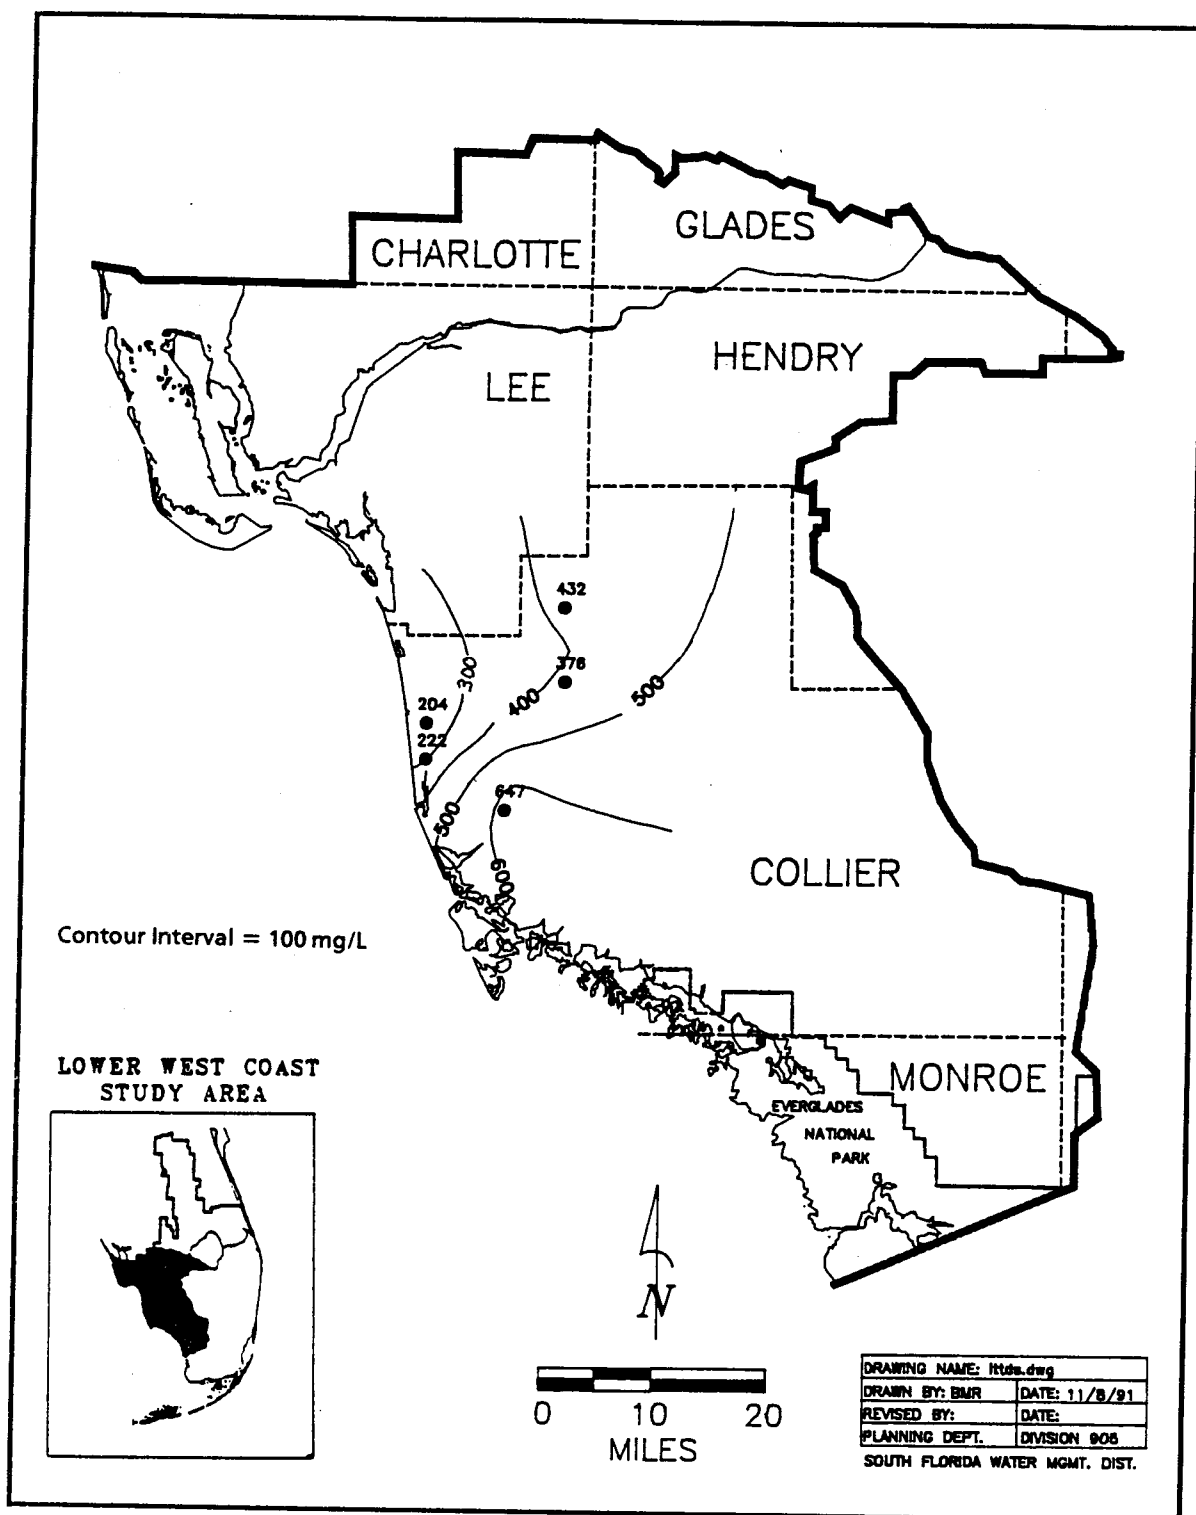 GLADES
CHARLOTTE
HENDRY
LEE
432
376
300
400
500
204
222
647
500
600
COLLIER
Contour Interval = 100 mg/L
LOWER WEST COAST
STUDY AREA
MONROE
EVERGLADES
NATIONAL
PARK
N
0 10 20
MILES
DRAWING NAME: lttds.dwg
DRAWN BY: BMR DATE: 11/8/91
REVISED BY: DATE:
PLANNING DEPT. DIVISION 905
SOUTH FLORIDA WATER MGMT. DIST.